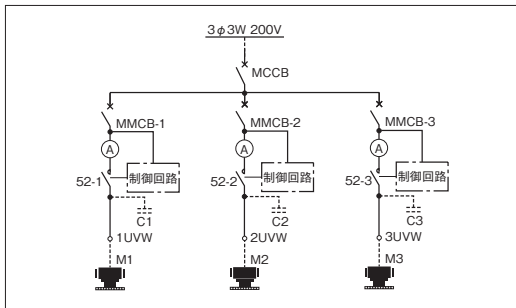 3φ3W 200V
MCCB
MMCB-1 MMCB-2 MMCB-3
A A A
52-1 制御回路 52-2 制御回路 52-3 制御回路
C1 C2 C3
1UVW 2UVW 3UVW
M1 M2 M3